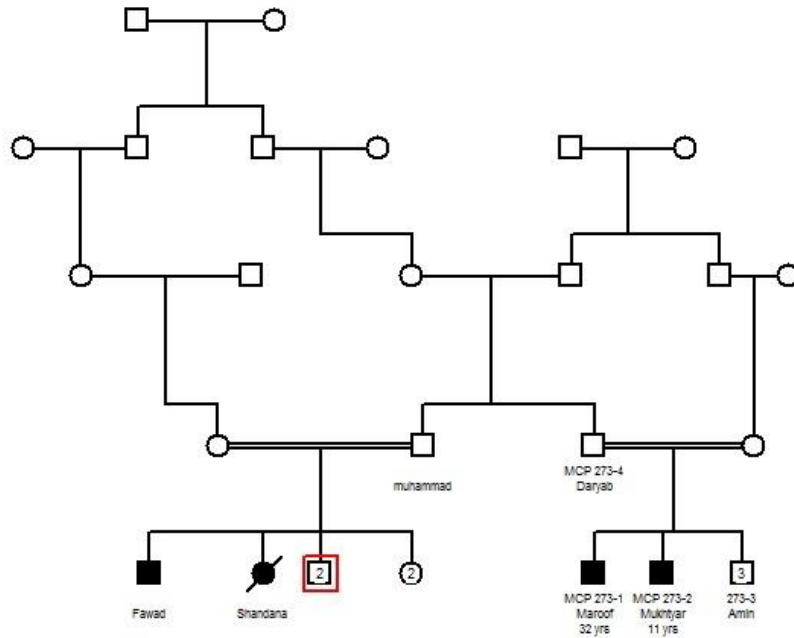 muhammad
MCP 273-4
Daryab
2
2
3
Fawad
Shandana
MCP 273-1
Maroof
32 yrs
MCP 273-2
Mukhtyar
11 yrs
273-3
Amin